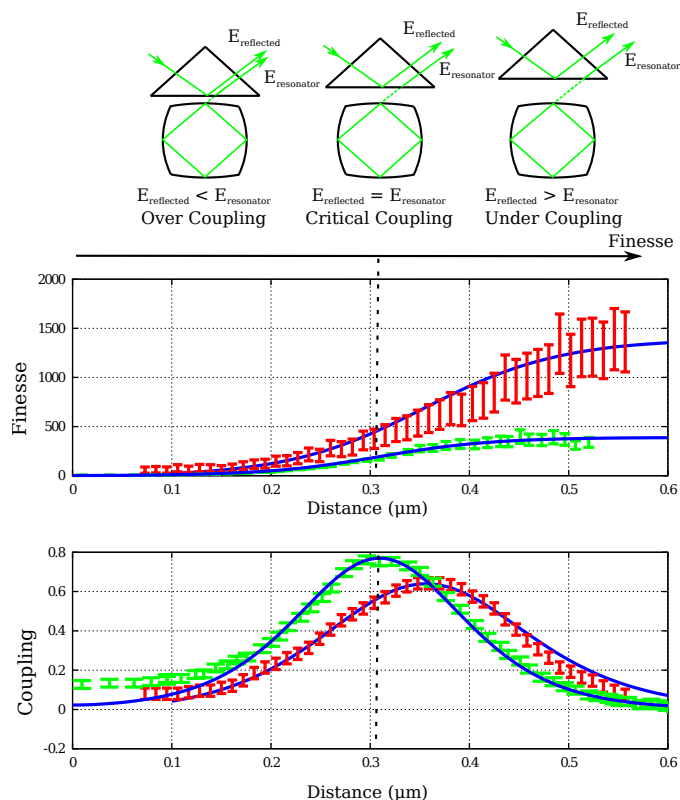 E_reflected E_reflected E_reflected
E_resonator E_resonator E_resonator
E_reflected < E_resonator E_reflected = E_resonator E_reflected > E_resonator
Over Coupling Critical Coupling Under Coupling
Finesse
2000
1500
1000
500
0
Finesse
0 0.1 0.2 0.3 0.4 0.5 0.6
Distance (μm)
0.8
0.6
0.4
0.2
0
-0.2
Coupling
0 0.1 0.2 0.3 0.4 0.5 0.6
Distance (μm)